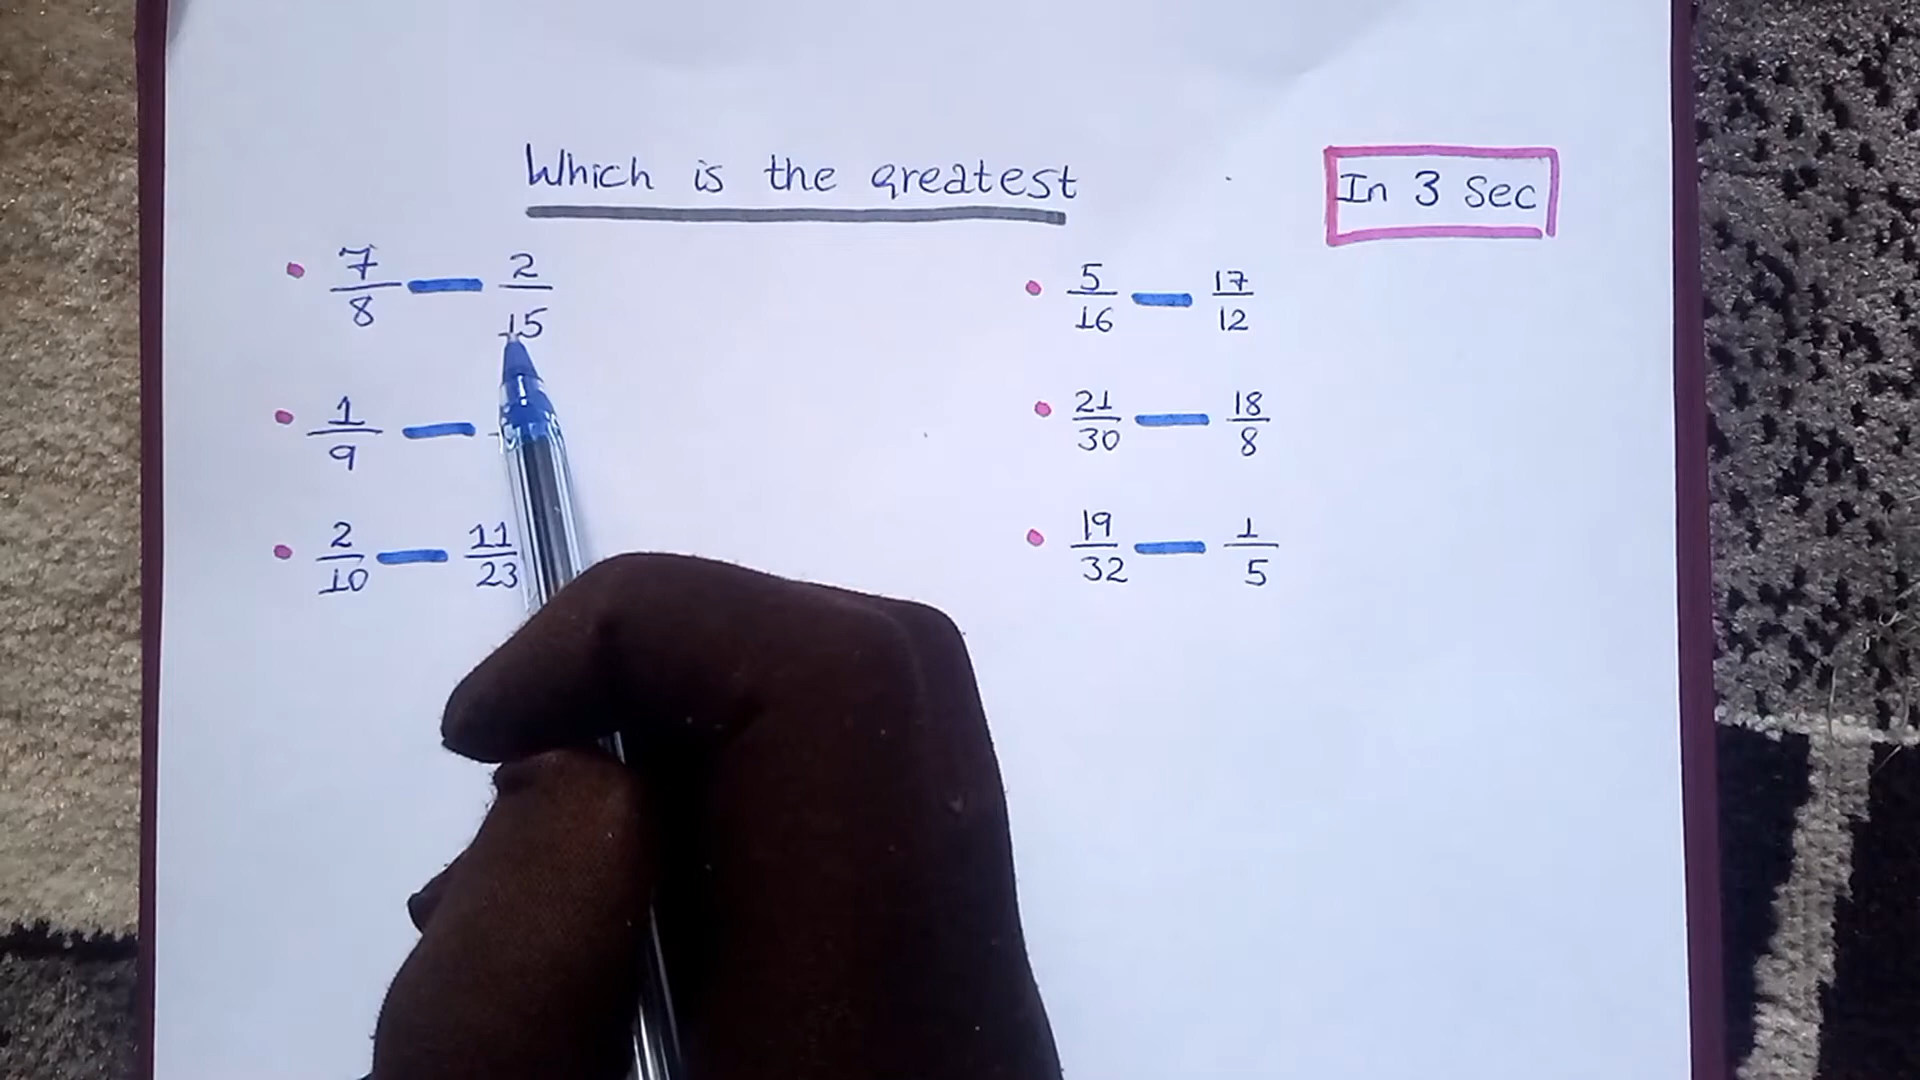 Which is the greatest
In 3 Sec
7/8 — 2/15
1/9 —
2/10 — 11/23
5/16 — 17/12
21/30 — 18/8
19/32 — 1/5